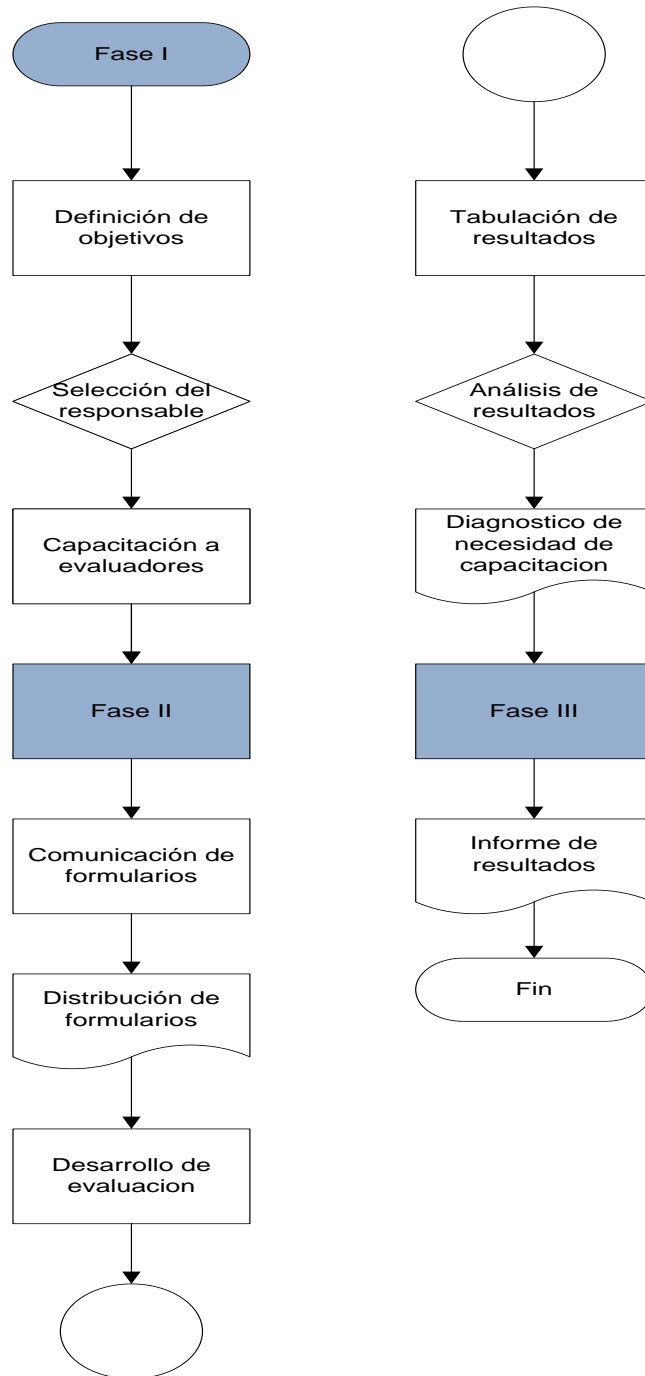 Fase I
Definición de
objetivos
Selección del
responsable
Capacitación a
evaluadores
Fase II
Comunicación de
formularios
Distribución de
formularios
Desarrollo de
evaluacion
Tabulación de
resultados
Análisis de
resultados
Diagnostico de
necesidad de
capacitacion
Fase III
Informe de
resultados
Fin